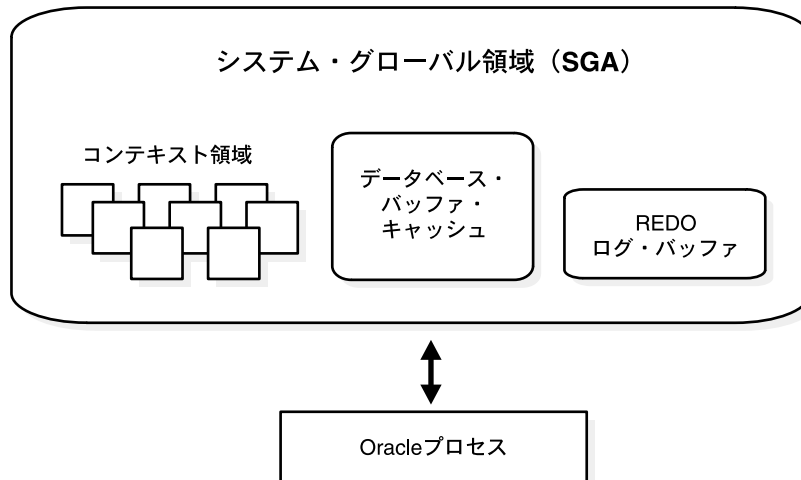 システム・グローバル領域（SGA）
コンテキスト領域
データベース・
バッファ・
キャッシュ
REDO
ログ・バッファ
Oracleプロセス